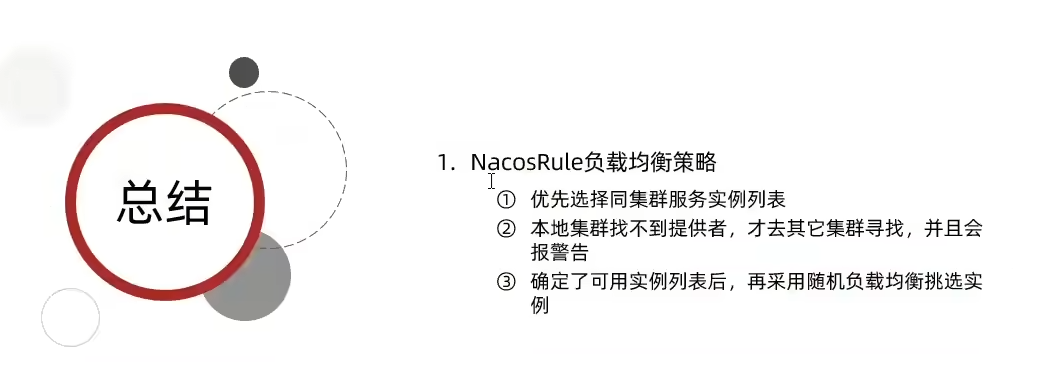 总结
1. NacosRule负载均衡策略
① 优先选择同集群服务实例列表
② 本地集群找不到提供者，才去其它集群寻找，并且会
报警告
③ 确定了可用实例列表后，再采用随机负载均衡挑选实
例